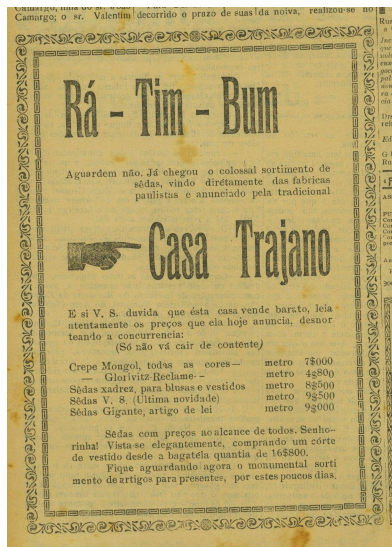 Camargo; o sr. Valentim decorrido o prazo de suas da noiva, realizou-se no
Rá - Tim - Bum
Aguardem não. Já chegou o colossal sortimento de
sêdas, vindo dirétamente das fabricas
paulistas e anunciado pela tradicional
Casa Trajano
E si V. S. duvida que ésta casa vende barato, leia
atentamente os preços que ela hoje anuncia, desnor
teando a concurrencia:
(Só não vá cair de contente)
Crepe Mongol, todas as cores— metro 7$000
— Glorivitz-Reclame-- metro 4$800
Sêdas xadrez, para blusas e vestidos metro 8$500
Sêdas V. S. (Ultima novidade) metro 9$500
Sêdas Gigante, artigo de lei metro 9$000
Sêdas com preços ao alcance de todos. Senho-
rinha! Vista-se elegantemente, comprando um córte
de vestido desde a bagatéla quantia de 16$800.
Fique aguardando agora o monumental sorti
mento de artigos para presentes, por estes poucos dias.